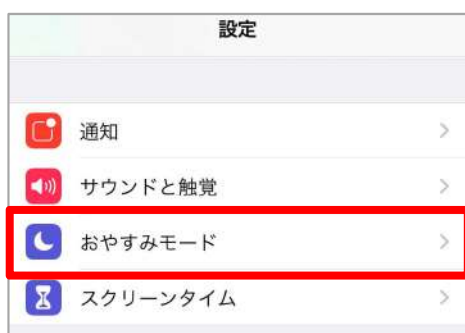 設定
通知
サウンドと触覚
おやすみモード
スクリーンタイム